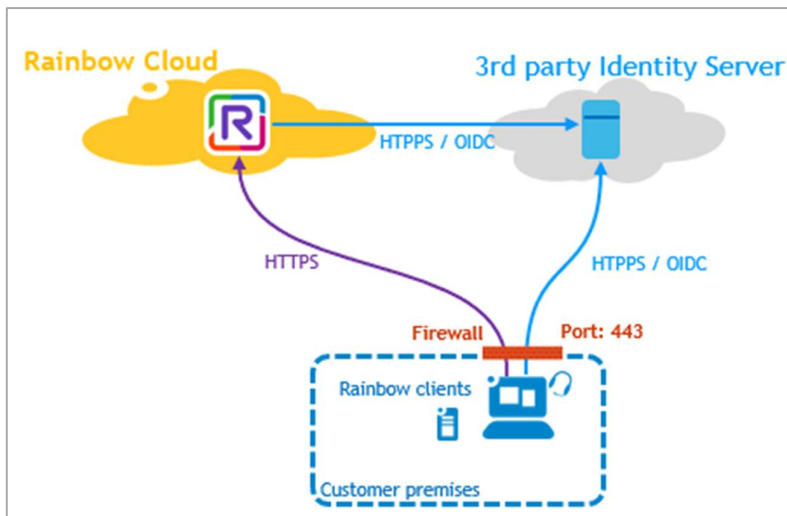 Rainbow Cloud
3rd party Identity Server
R
HTPPS / OIDC
HTTPS
HTPPS / OIDC
Firewall
Port: 443
Rainbow clients
Customer premises